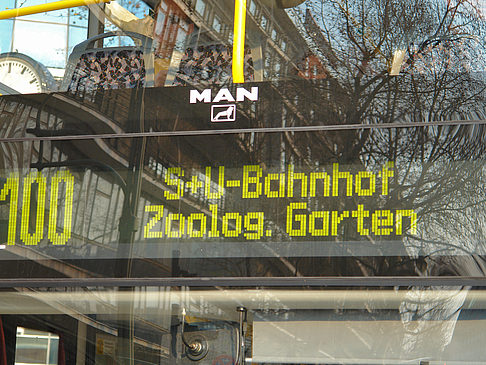 MAN
100 S+U-Bahnhof
Zoolog. Garten